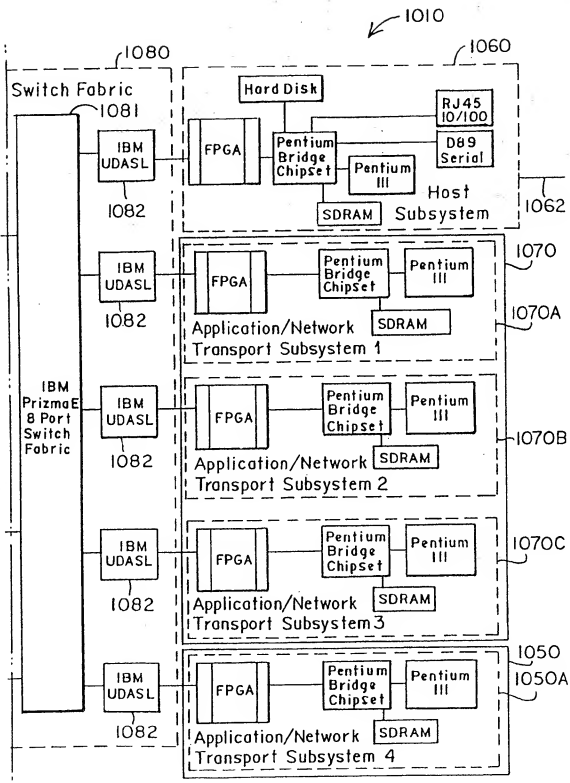 1010
1080
1060
Switch Fabric
1081
Hard Disk
RJ45
10/100
IBM
UDASL
FPGA
Pentium
Bridge
Chipset
D89
Serial
Pentium
III
1082
Host
Subsystem
SDRAM
1062
IBM
UDASL
FPGA
Pentium
Bridge
Chipset
Pentium
III
1070
1082
SDRAM
1070A
Application/Network
Transport Subsystem 1
IBM
PrizmaE
8 Port
Switch
Fabric
IBM
UDASL
FPGA
Pentium
Bridge
Chipset
Pentium
III
1070B
1082
SDRAM
Application/Network
Transport Subsystem 2
IBM
UDASL
FPGA
Pentium
Bridge
Chipset
Pentium
III
1070C
1082
SDRAM
Application/Network
Transport Subsystem 3
1050
IBM
UDASL
FPGA
Pentium
Bridge
Chipset
Pentium
III
1050A
1082
SDRAM
Application/Network
Transport Subsystem 4